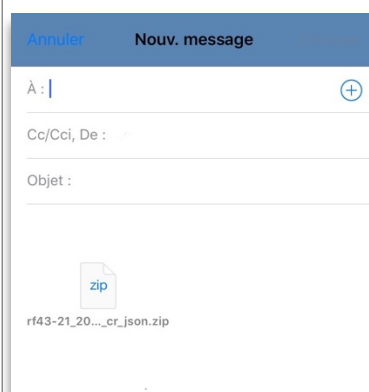 Annuler Nouv. message
À :
Cc/Cci, De :
Objet :
zip
rf43-21_20..._cr_json.zip